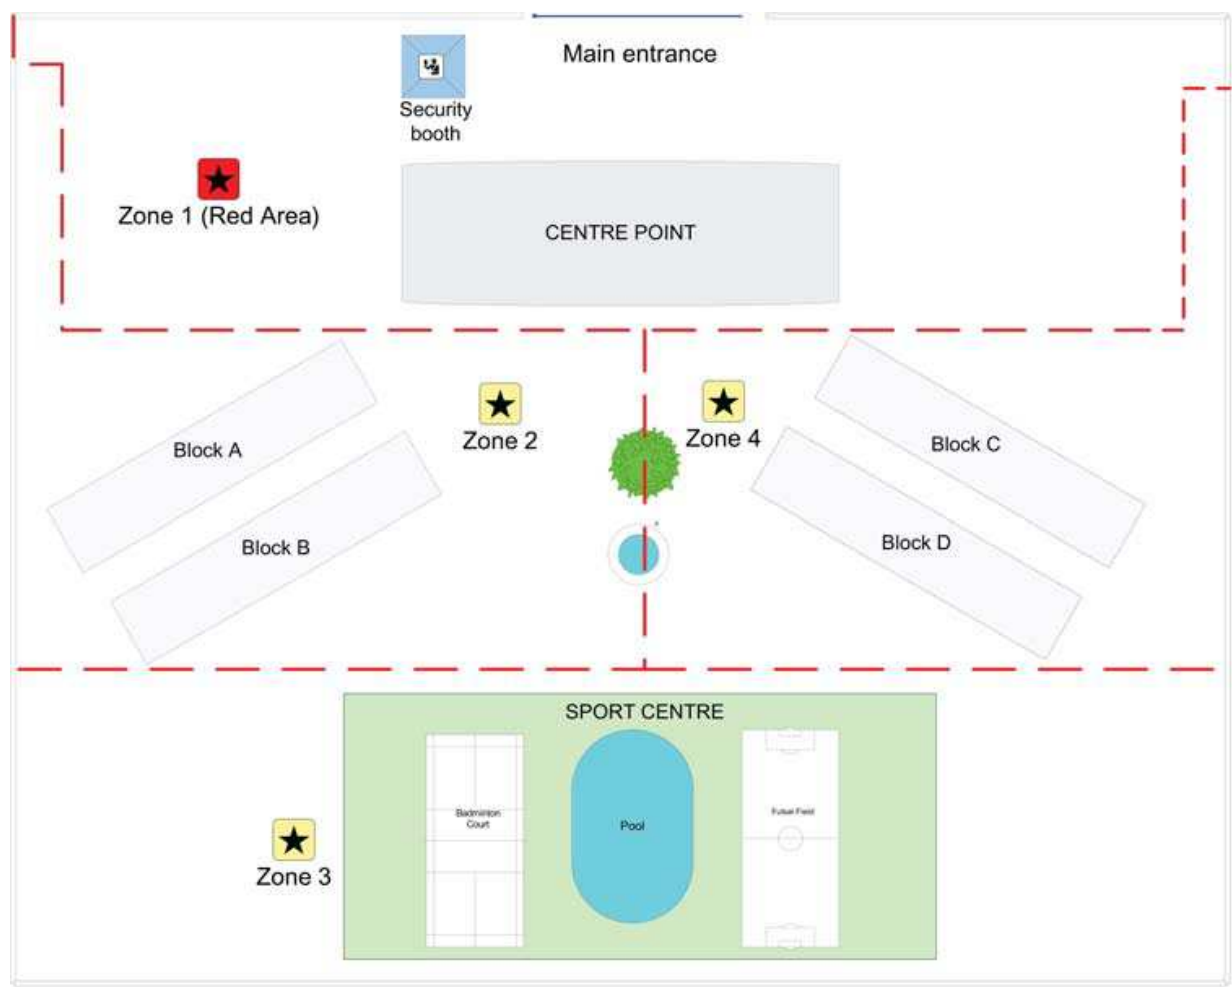 Main entrance
Security
booth
Zone 1 (Red Area)
CENTRE POINT
Zone 2
Zone 4
Block A
Block C
Block B
Block D
SPORT CENTRE
Badminton
Court
Pool
Futsal Field
Zone 3